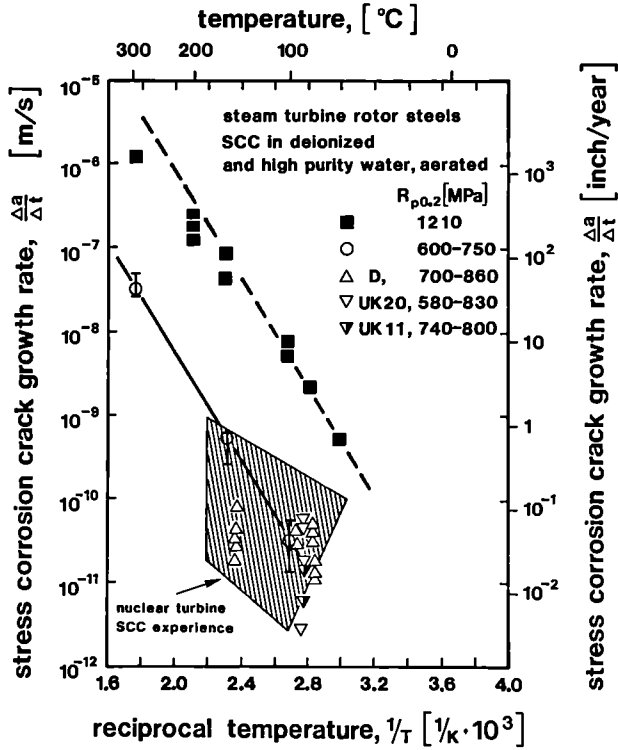 temperature, [°C]
300 200 100 0
stress corrosion crack growth rate, Δa/Δt [m/s]
10⁻⁵
10⁻⁶
10⁻⁷
10⁻⁸
10⁻⁹
10⁻¹⁰
10⁻¹¹
10⁻¹²
steam turbine rotor steels
SCC in deionized
and high purity water, aerated
Rp0.2 [MPa]
1210
600-750
D, 700-860
UK20, 580-830
UK11, 740-800
nuclear turbine
SCC experience
10³
10²
10
1
10⁻¹
10⁻²
stress corrosion crack growth rate, Δa/Δt [inch/year]
1.6 2.0 2.4 2.8 3.2 3.6 4.0
reciprocal temperature, 1/T [1/K·10³]